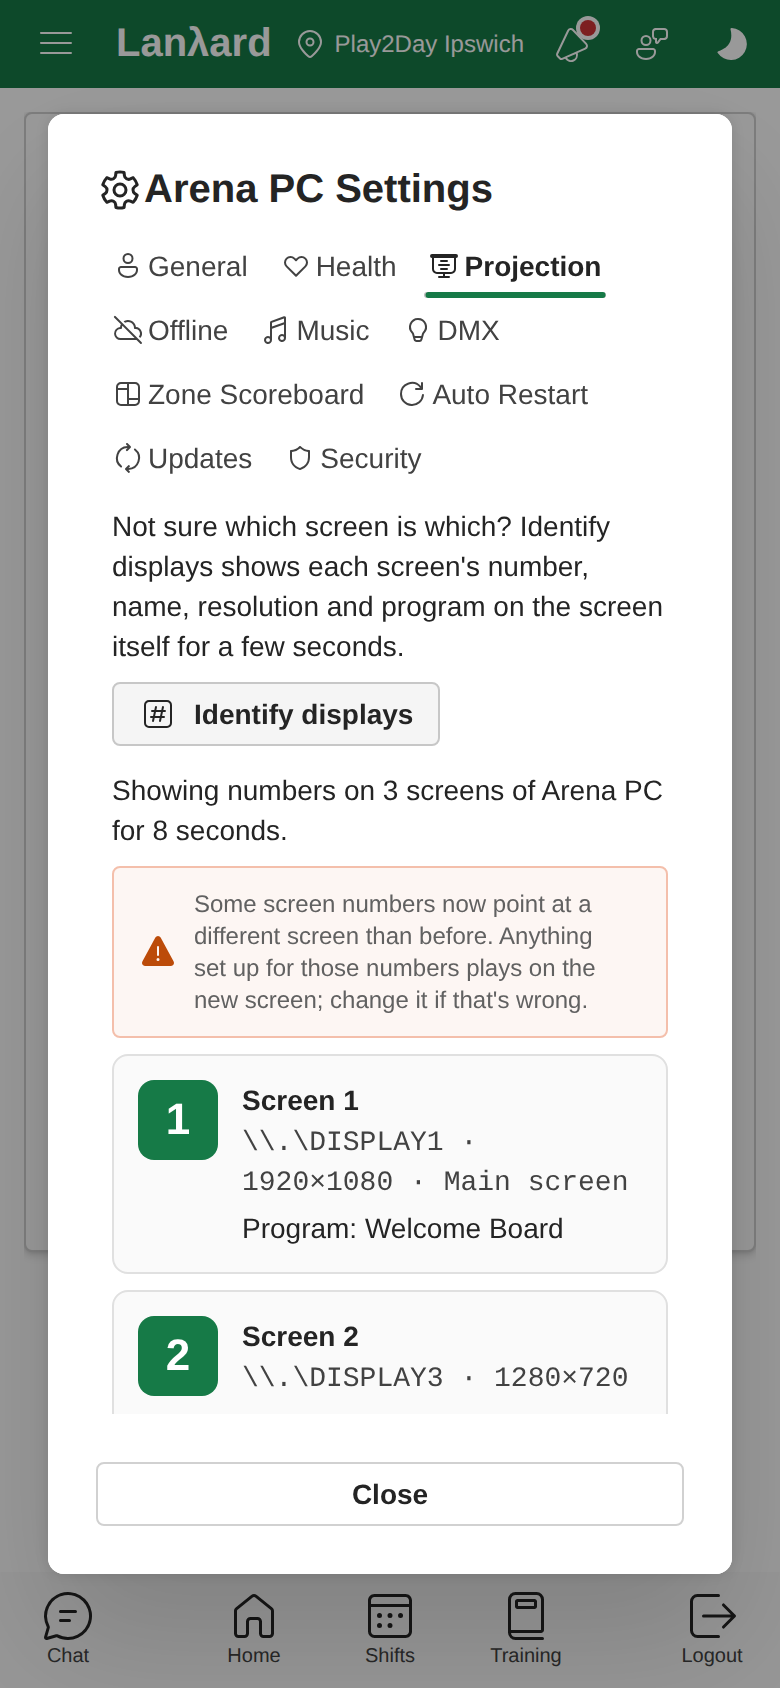 Lanλard
Play2Day Ipswich
Arena PC Settings
General
Health
Projection
Offline
Music
DMX
Zone Scoreboard
Auto Restart
Updates
Security
Not sure which screen is which? Identify
displays shows each screen's number,
name, resolution and program on the screen
itself for a few seconds.
Identify displays
Showing numbers on 3 screens of Arena PC
for 8 seconds.
Some screen numbers now point at a
different screen than before. Anything
set up for those numbers plays on the
new screen; change it if that's wrong.
1
Screen 1
\\.\DISPLAY1 ·
1920×1080 · Main screen
Program: Welcome Board
2
Screen 2
\\.\DISPLAY3 · 1280×720
Close
Chat
Home
Shifts
Training
Logout